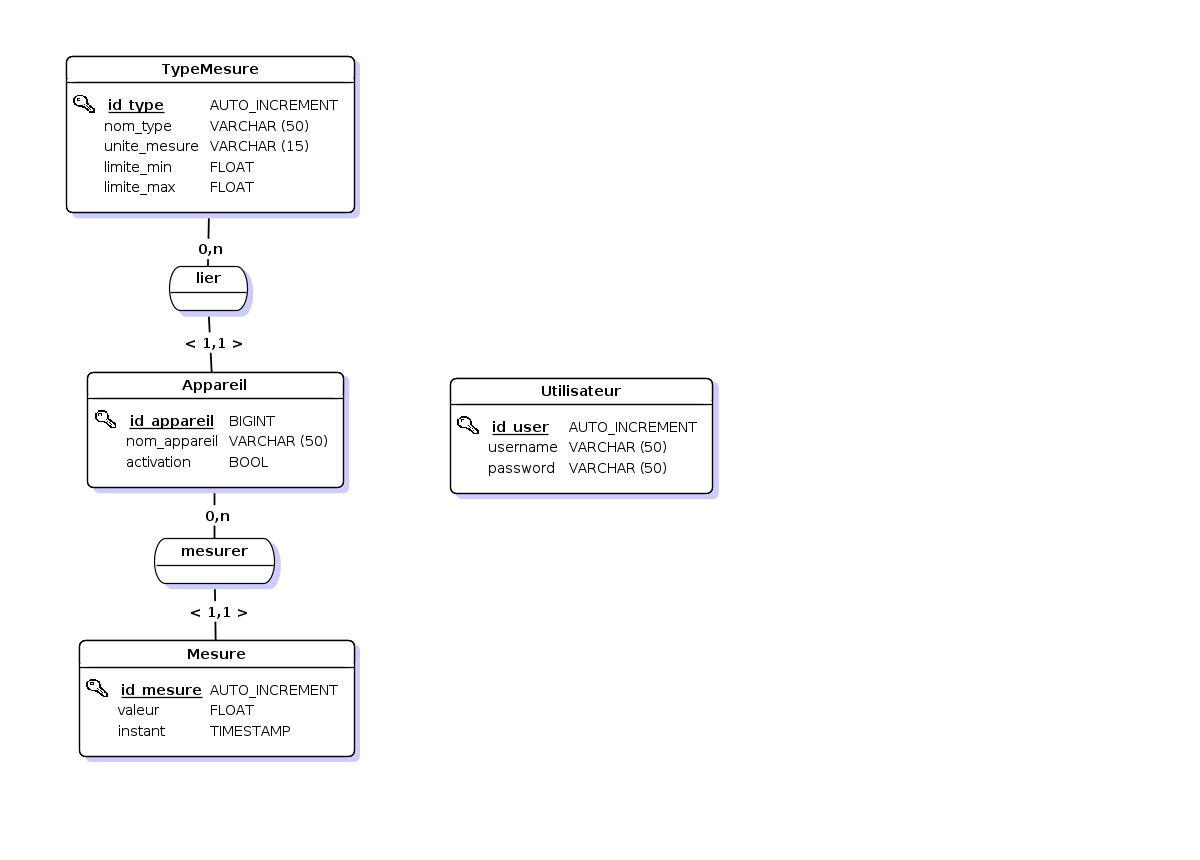 TypeMesure
id_type AUTO_INCREMENT
nom_type VARCHAR (50)
unite_mesure VARCHAR (15)
limite_min FLOAT
limite_max FLOAT
0,n
lier
< 1,1 >
Appareil
id_appareil BIGINT
nom_appareil VARCHAR (50)
activation BOOL
Utilisateur
id_user AUTO_INCREMENT
username VARCHAR (50)
password VARCHAR (50)
0,n
mesurer
< 1,1 >
Mesure
id_mesure AUTO_INCREMENT
valeur FLOAT
instant TIMESTAMP